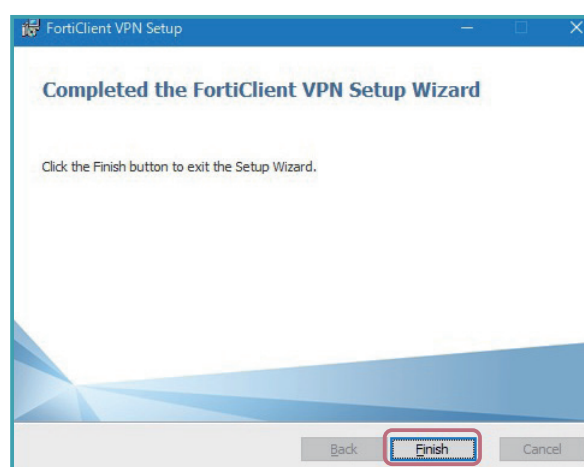 FortiClient VPN Setup
Completed the FortiClient VPN Setup Wizard
Click the Finish button to exit the Setup Wizard.
Back Finish Cancel